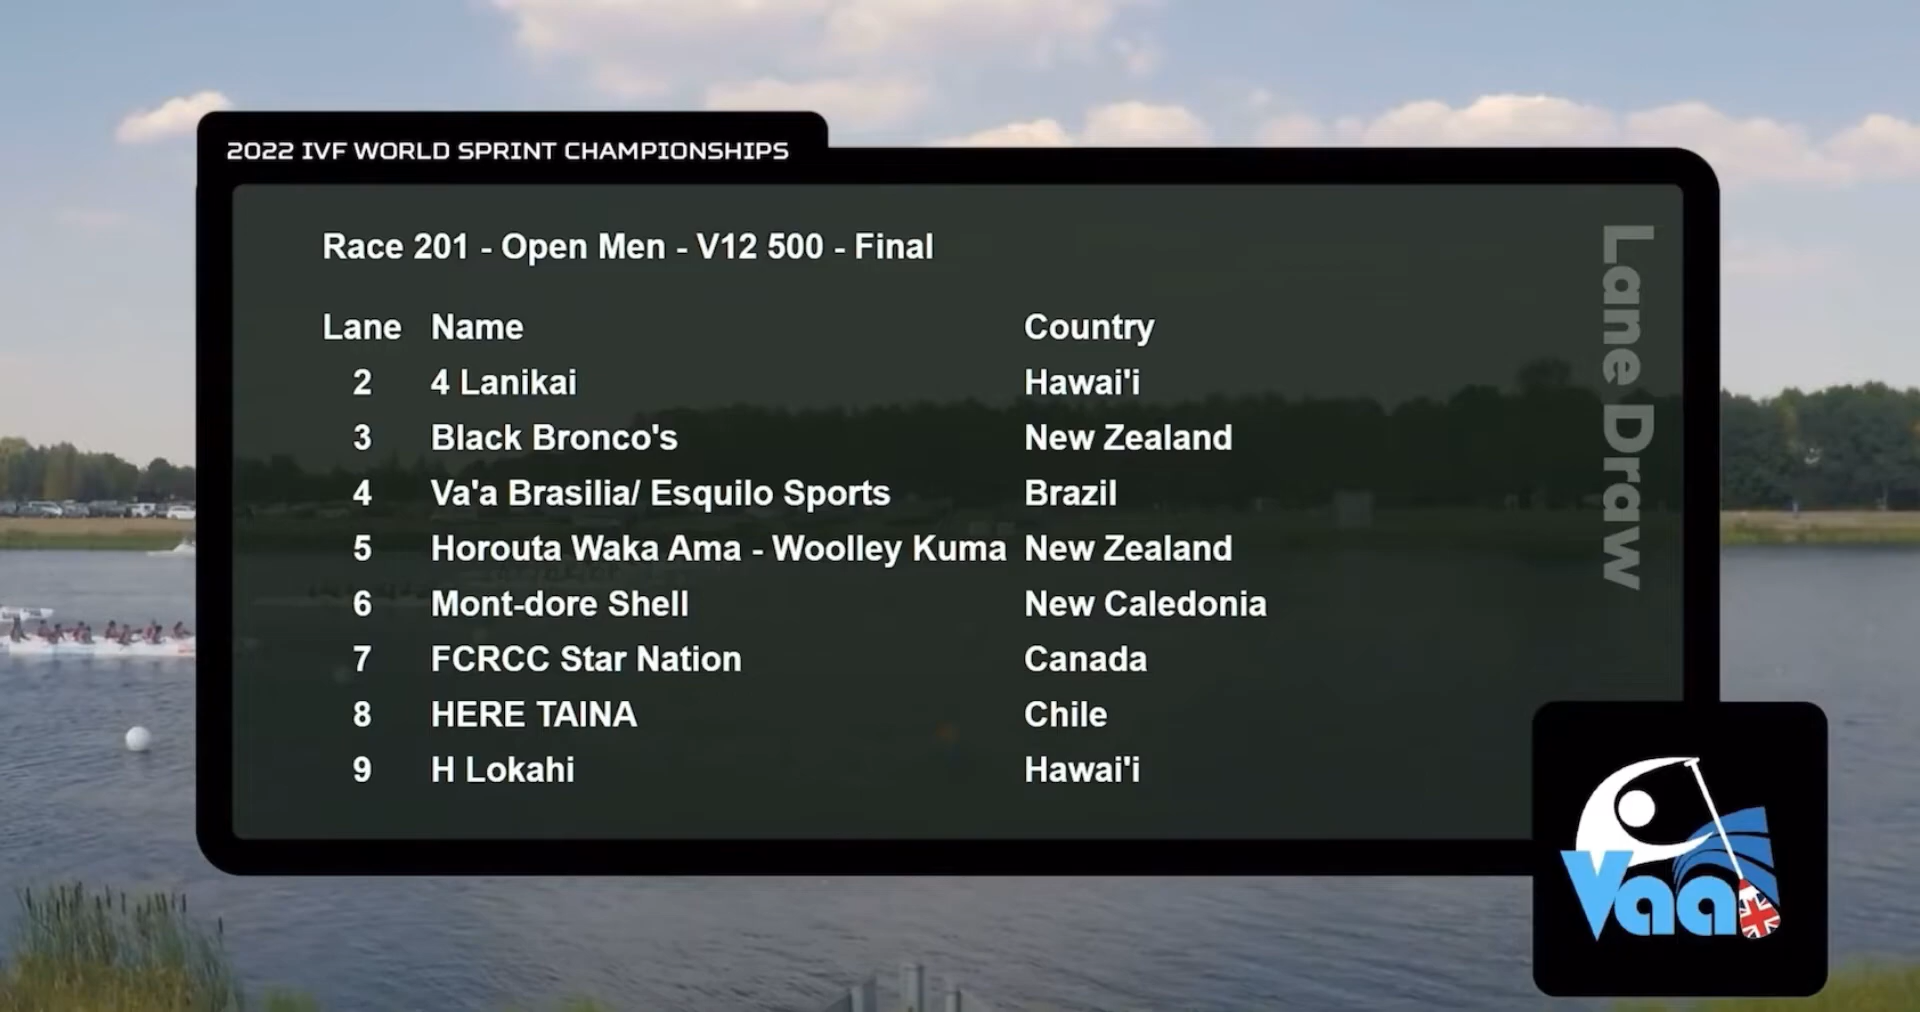 2022 IVF WORLD SPRINT CHAMPIONSHIPS
Race 201 - Open Men - V12 500 - Final
Lane Name Country
2 4 Lanikai Hawai'i
3 Black Bronco's New Zealand
4 Va'a Brasilia/ Esquilo Sports Brazil
5 Horouta Waka Ama - Woolley Kuma New Zealand
6 Mont-dore Shell New Caledonia
7 FCRCC Star Nation Canada
8 HERE TAINA Chile
9 H Lokahi Hawai'i
Lane Draw
Vaa